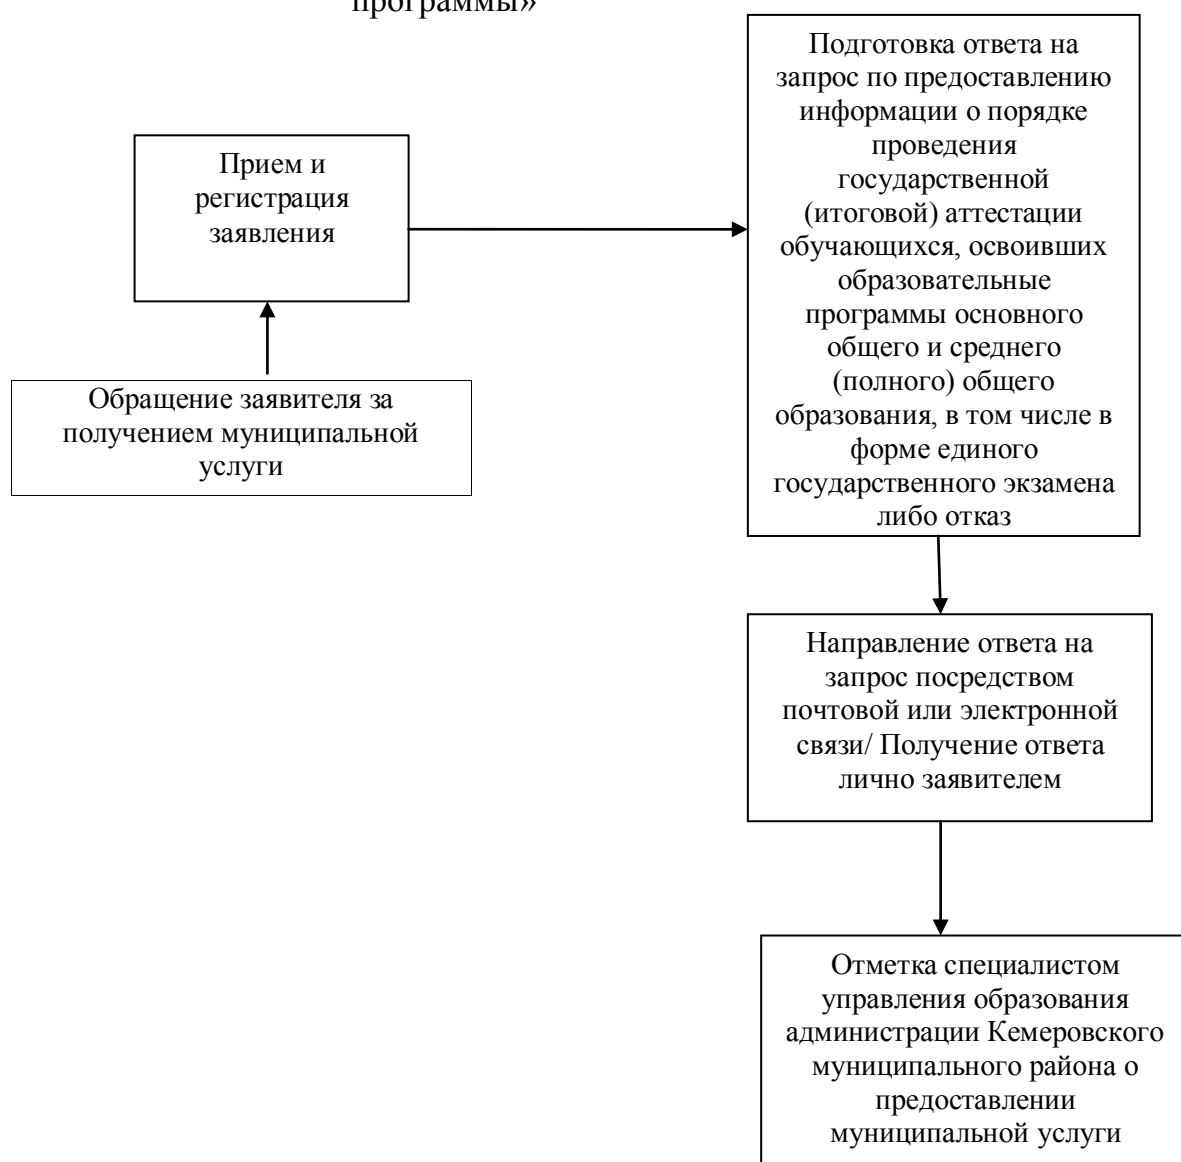 программы»
Обращение заявителя за
получением муниципальной
услуги
Прием и
регистрация
заявления
Подготовка ответа на
запрос по предоставлению
информации о порядке
проведения
государственной
(итоговой) аттестации
обучающихся, освоивших
образовательные
программы основного
общего и среднего
(полного) общего
образования, в том числе в
форме единого
государственного экзамена
либо отказ
Направление ответа на
запрос посредством
почтовой или электронной
связи/ Получение ответа
лично заявителем
Отметка специалистом
управления образования
администрации Кемеровского
муниципального района о
предоставлении
муниципальной услуги